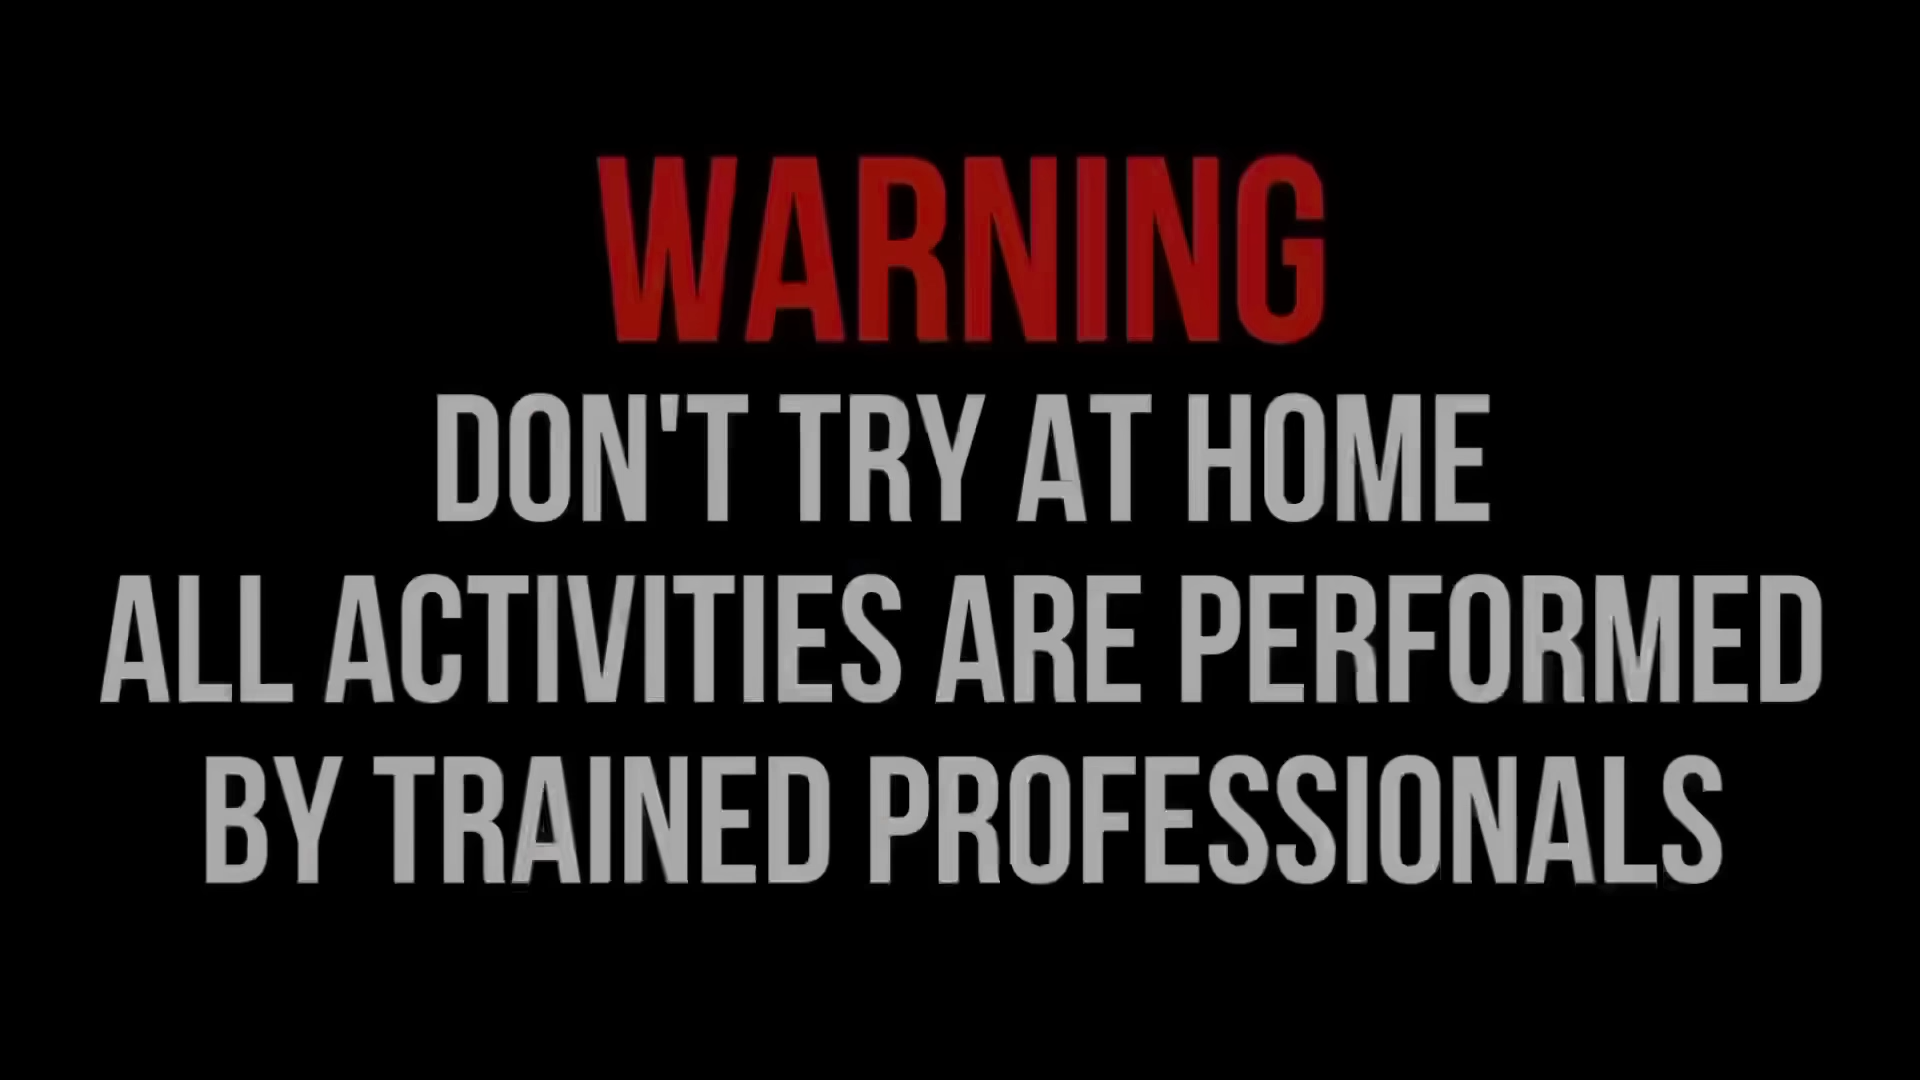 WARNING
DON'T TRY AT HOME
ALL ACTIVITIES ARE PERFORMED
BY TRAINED PROFESSIONALS